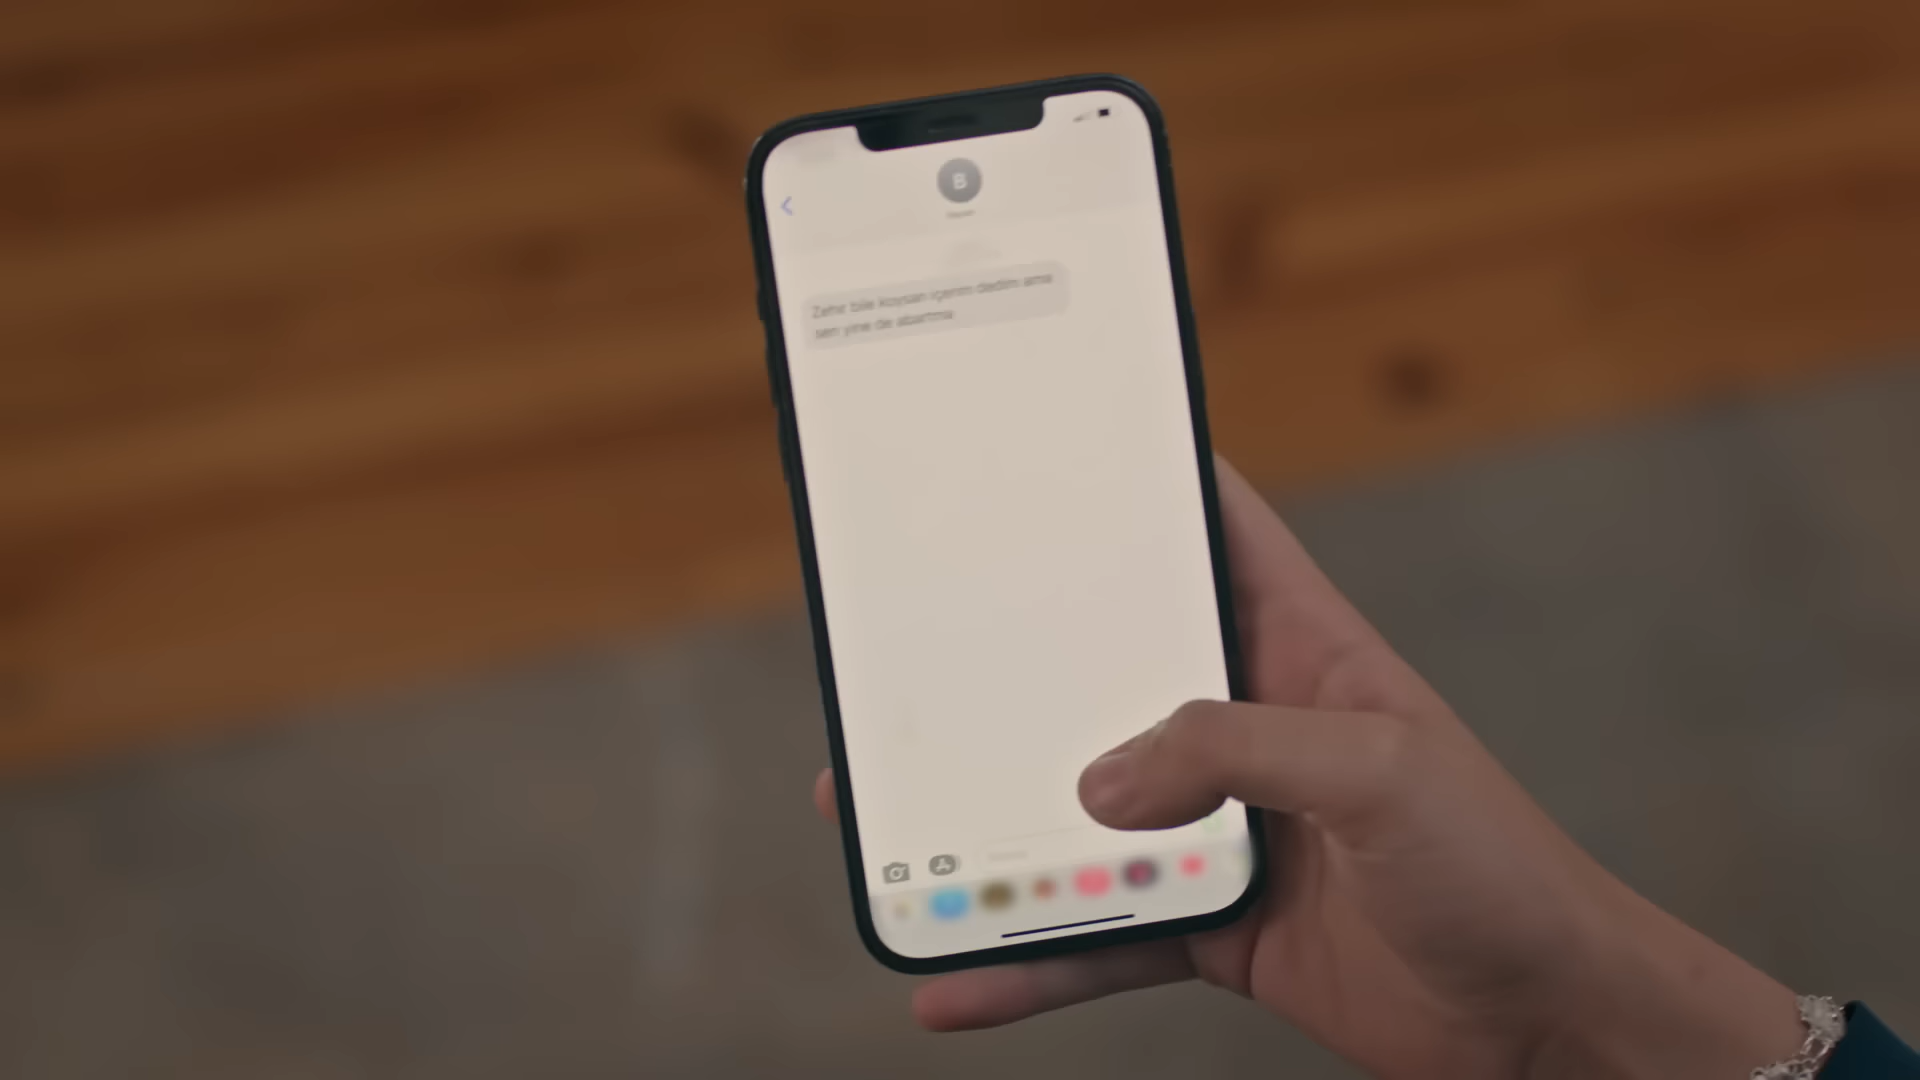 B
Zehir bile koysan içerim dedim ama
sen yine de abartma